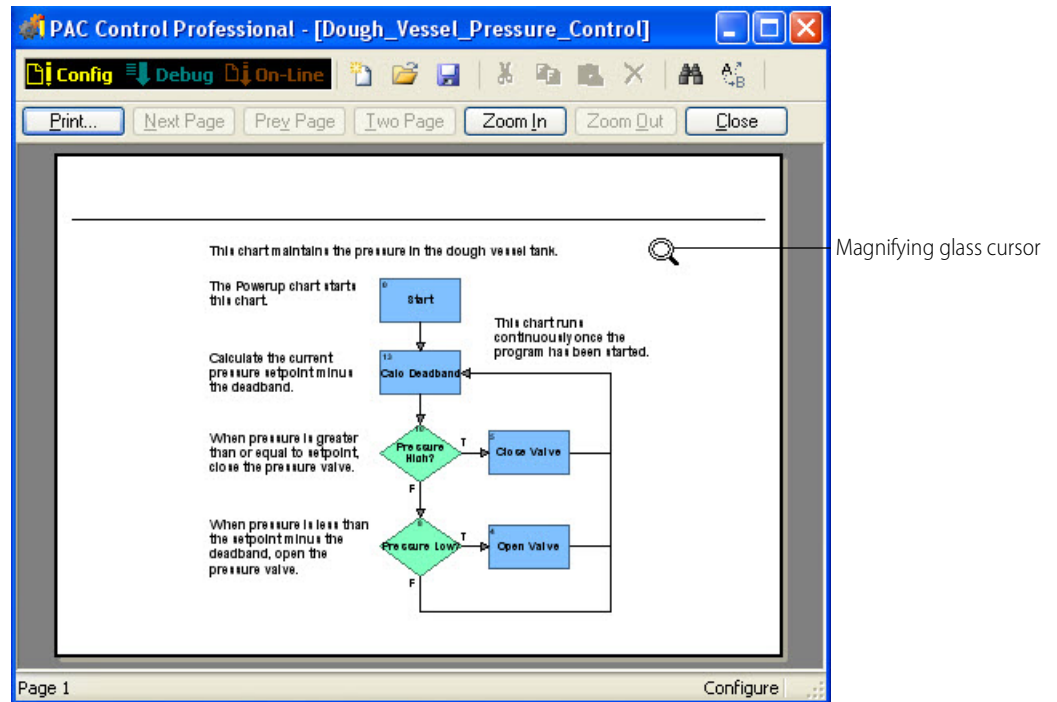 PAC Control Professional - [Dough_Vessel_Pressure_Control]
Config Debug On-Line A B
Print... Next Page Prev Page Two Page Zoom In Zoom Out Close
This chart maintains the pressure in the dough vessel tank.
Magnifying glass cursor
The Powerup chart starts
this chart.
0
Start
This chart runs
continuously once the
program has been started.
Calculate the current
pressure setpoint minus
the deadband.
13
Calc Deadband
When pressure is greater
than or equal to setpoint,
close the pressure valve.
10
Pressure
High?
T
5
Close Valve
F
When pressure is less than
the setpoint minus the
deadband, open the
pressure valve.
Pressure Low?
T
4
Open Valve
F
Page 1 Configure